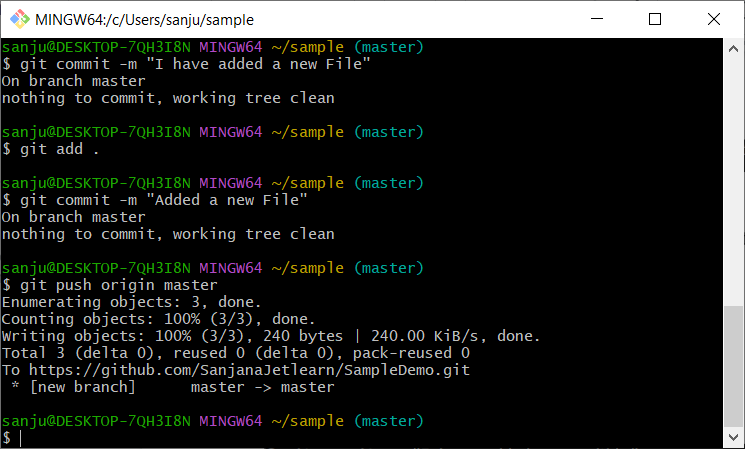 MINGW64:/c/Users/sanju/sample
sanju@DESKTOP-7QH3I8N MINGW64 ~/sample (master)
$ git commit -m "I have added a new File"
On branch master
nothing to commit, working tree clean
sanju@DESKTOP-7QH3I8N MINGW64 ~/sample (master)
$ git add .
sanju@DESKTOP-7QH3I8N MINGW64 ~/sample (master)
$ git commit -m "Added a new File"
On branch master
nothing to commit, working tree clean
sanju@DESKTOP-7QH3I8N MINGW64 ~/sample (master)
$ git push origin master
Enumerating objects: 3, done.
Counting objects: 100% (3/3), done.
Writing objects: 100% (3/3), 240 bytes | 240.00 KiB/s, done.
Total 3 (delta 0), reused 0 (delta 0), pack-reused 0
To https://github.com/SanjanaJetlearn/SampleDemo.git
 * [new branch]      master -> master
sanju@DESKTOP-7QH3I8N MINGW64 ~/sample (master)
$